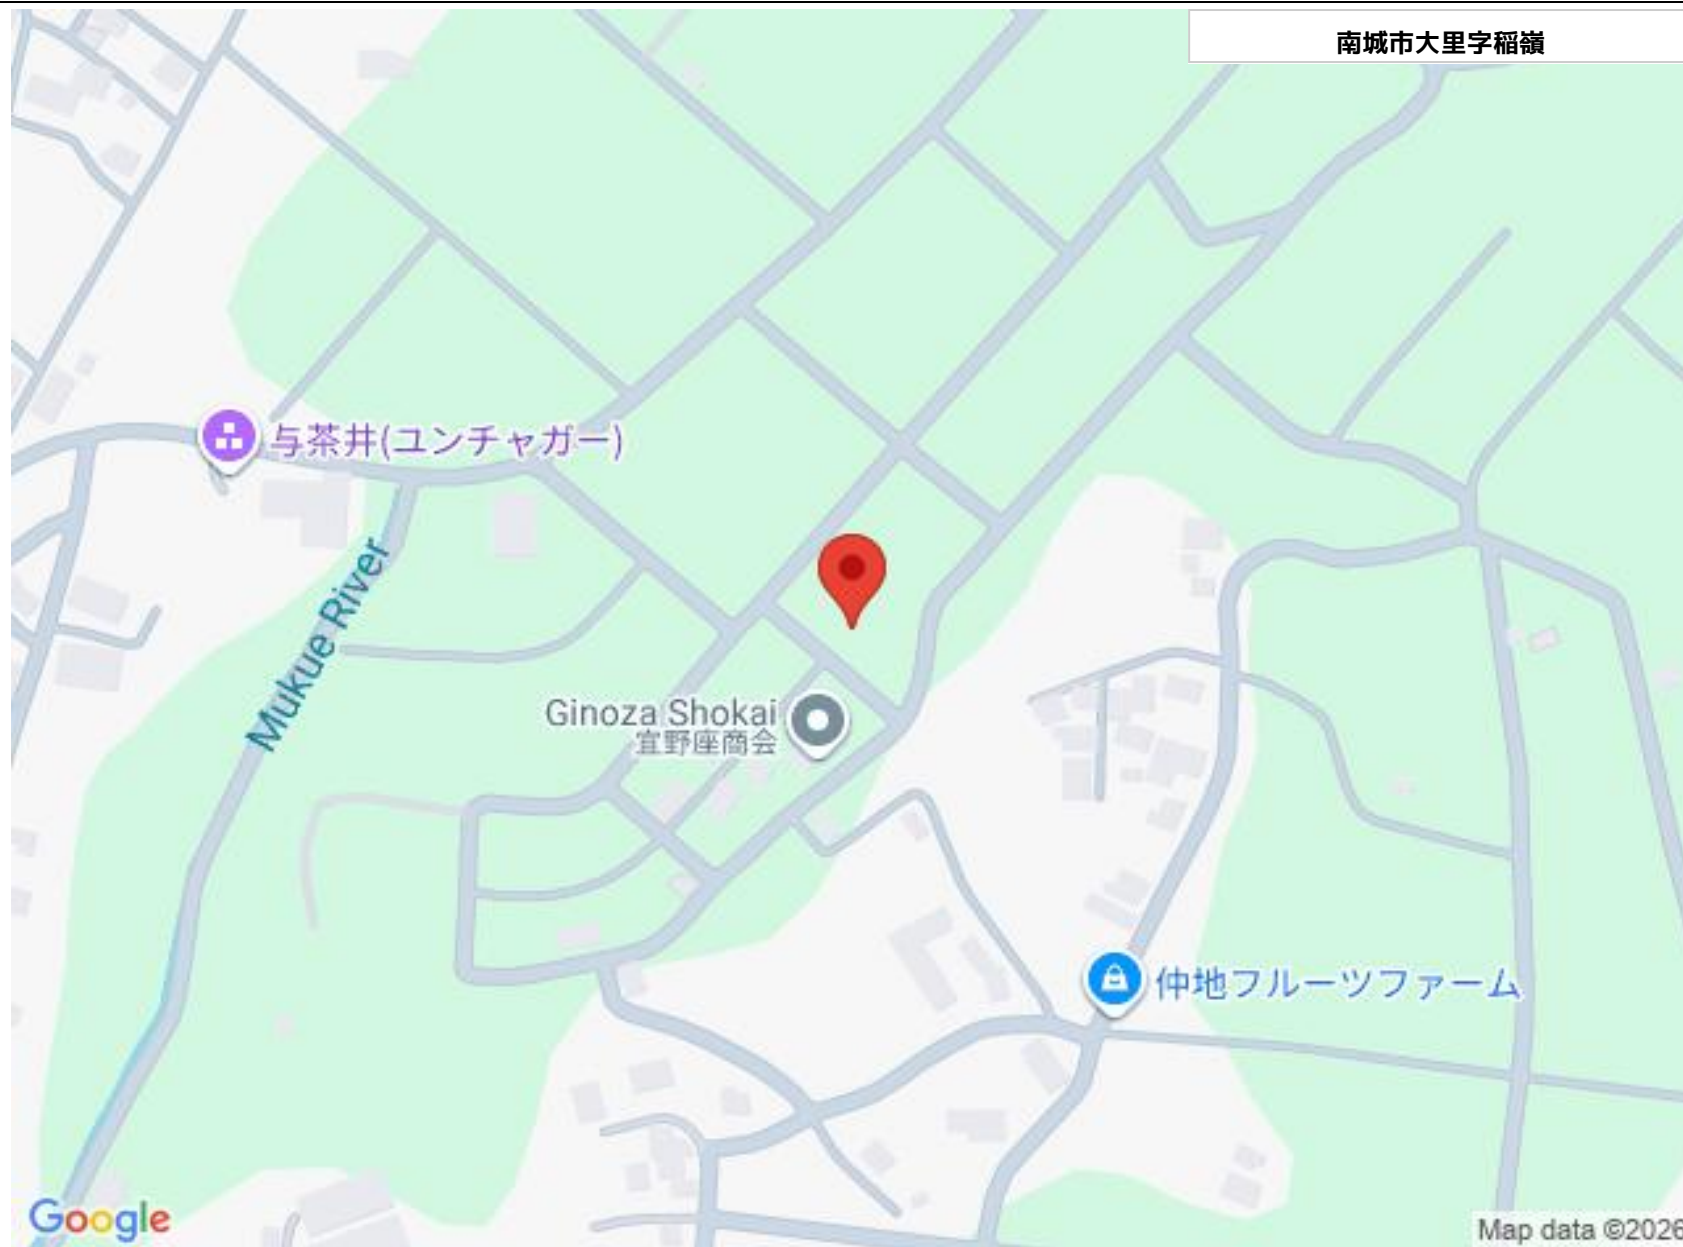 南城市大里字稲嶺
与茶井(ユンチャガー)
Mukue River
Ginoza Shokai
宜野座商会
仲地フルーツファーム
Google
Map data ©2026